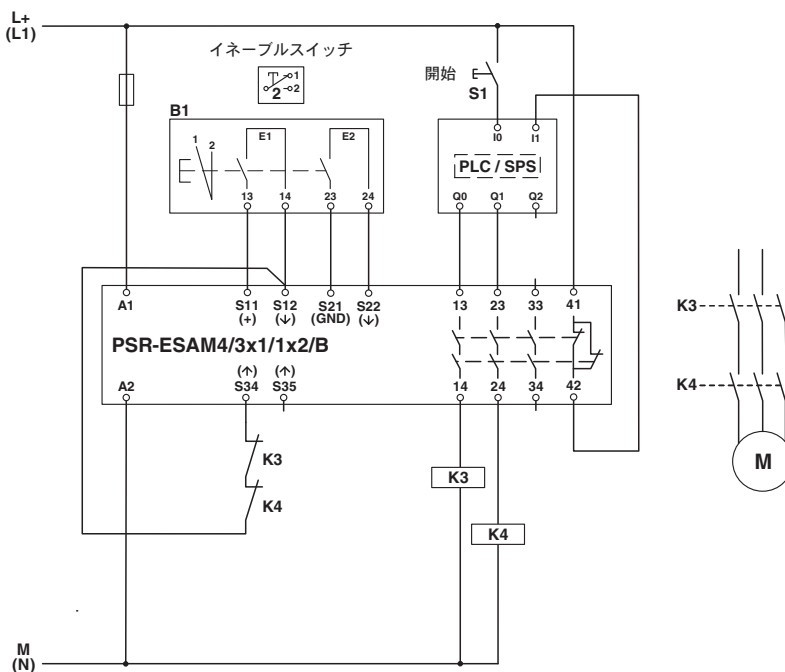 L+
(L1)
イネーブルスイッチ
1
2
2
開始
S1
B1
1
2
E1
E2
13
14
23
24
I0
I1
PLC / SPS
Q0
Q1
Q2
A1
S11
(+)
S12
(↓)
S21
(GND)
S22
(↓)
13
23
33
41
PSR-ESAM4/3x1/1x2/B
A2
(↑)
S34
(↑)
S35
14
24
34
42
K3
K4
K3
K4
K3
K4
M
M
(N)